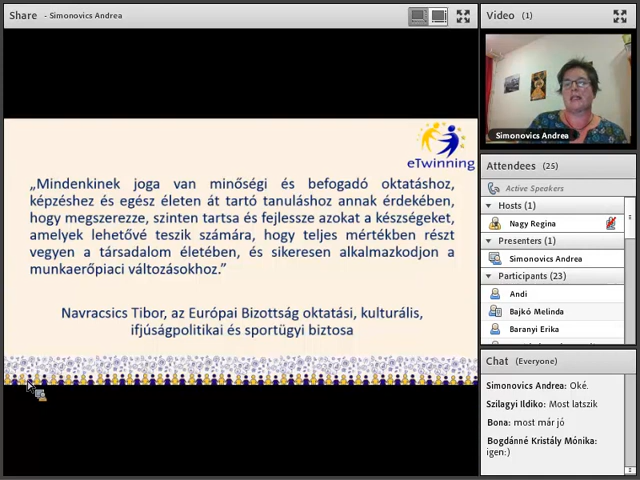 Share - Simonovics Andrea
eTwinning
„Mindenkinek joga van minőségi és befogadó oktatáshoz,
képzéshez és egész életen át tartó tanuláshoz annak érdekében,
hogy megszerezze, szinten tartsa és fejlessze azokat a készségeket,
amelyek lehetővé teszik számára, hogy teljes mértékben részt
vegyen a társadalom életében, és sikeresen alkalmazkodjon a
munkaerőpiaci változásokhoz.”
Navracsics Tibor, az Európai Bizottság oktatási, kulturális,
ifjúságpolitikai és sportügyi biztosa
Video (1)
Simonovics Andrea
Attendees (25)
Active Speakers
Hosts (1)
Nagy Regina
Presenters (1)
Simonovics Andrea
Participants (23)
Andi
Bajkó Melinda
Baranyi Erika
Chat (Everyone)
Simonovics Andrea: Oké.
Szilagyi Ildiko: Most latszik
Bona: most már jó
Bogdánné Kristály Mónika:
igen:)